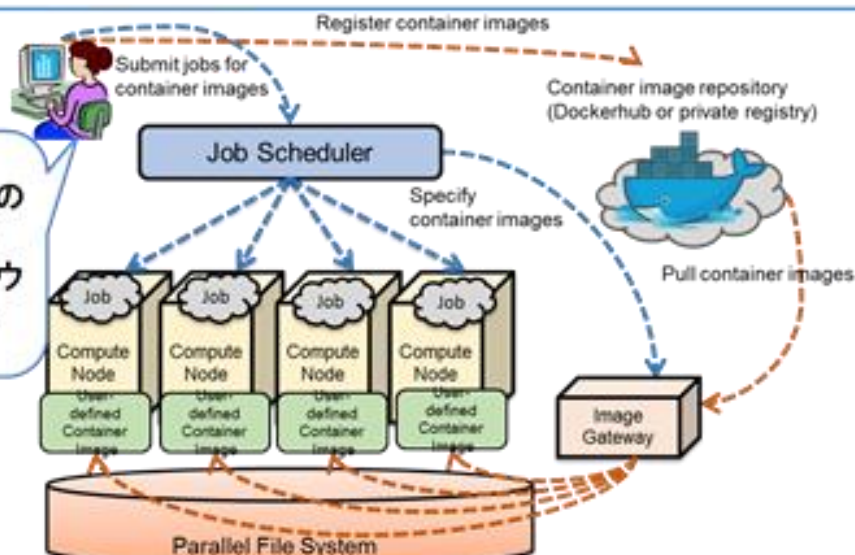 Register container images
Submit jobs for
container images
Container image repository
(Dockerhub or private registry)
Job Scheduler
の
ウ
Specify
container images
Pull container images
Job
Job
Job
Job
Compute
Node
Compute
Node
Compute
Node
Compute
Node
User-
defined
Container
Image
User-
defined
Container
Image
User-
defined
Container
Image
User-
defined
Container
Image
Image
Gateway
Parallel File System